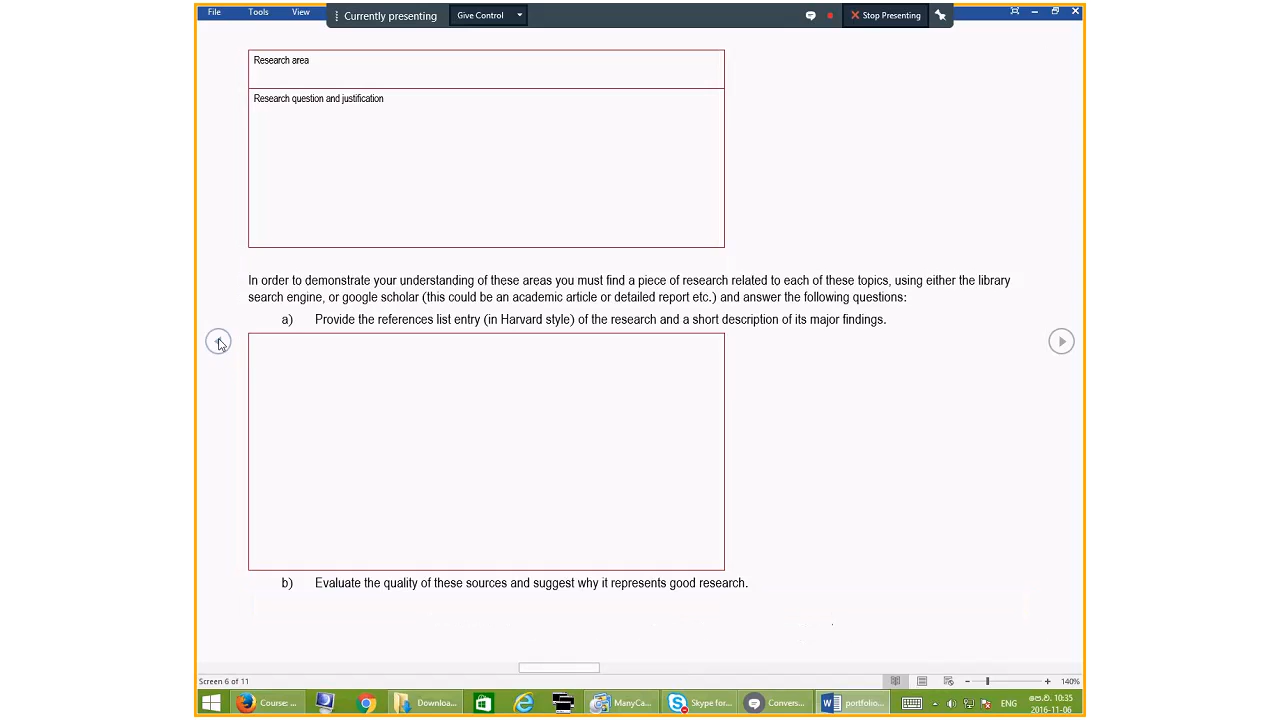 File Tools View
Currently presenting Give Control Stop Presenting
Research area
Research question and justification
In order to demonstrate your understanding of these areas you must find a piece of research related to each of these topics, using either the library
search engine, or google scholar (this could be an academic article or detailed report etc.) and answer the following questions:
a) Provide the references list entry (in Harvard style) of the research and a short description of its major findings.
b) Evaluate the quality of these sources and suggest why it represents good research.
Screen 6 of 11 140%
Course: ... Downloa... ManyCa... Skype for... Convers... portfolio... ENG
10:35
2016-11-06